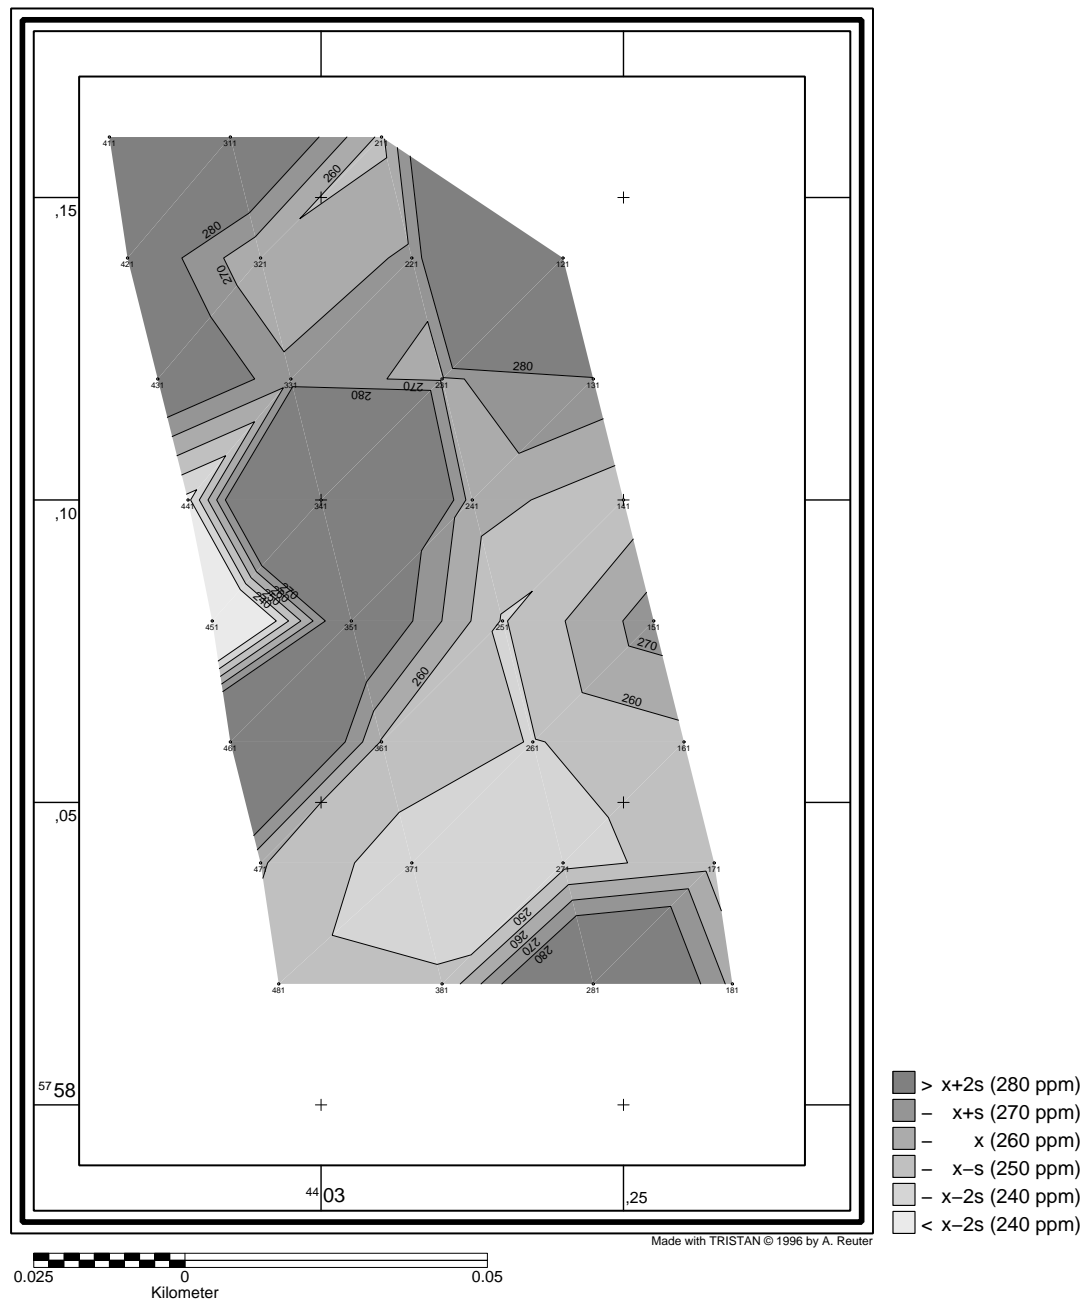 411 311 211
260
,15
280
421 321 221 121
270
280
431 331 270 231 131
280
441 341 241 141
,10
451 351 251 151
270
260
260
461 361 261 161
,05
471 371 271 171
250
260
270
280
481 381 281 181
57 58
44 03 ,25
> x+2s (280 ppm)
– x+s (270 ppm)
– x (260 ppm)
– x–s (250 ppm)
– x–2s (240 ppm)
< x–2s (240 ppm)
Made with TRISTAN © 1996 by A. Reuter
0.025 0 0.05
Kilometer